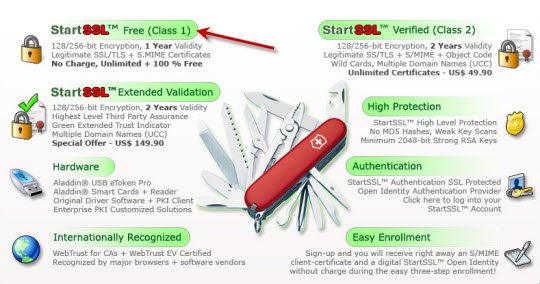 StartSSL™ Free (Class 1)
128/256-bit Encryption, 1 Year Validity
Legitimate SSL/TLS + S.MIME Certificates
No Charge, Unlimited + 100 % Free
StartSSL™ Verified (Class 2)
128/256-bit Encryption, 2 Years Validity
Legitimate SSL/TLS + S/MIME + Object Code
Wild Cards, Multiple Domain Names (UCC)
Unlimited Certificates - US$ 49.90
StartSSL™ Extended Validation
128/256-bit Encryption, 2 Years Validity
Highest Level Third Party Assurance
Green Extended Trust Indicator
Multiple Domain Names (UCC)
Special Offer - US$ 149.90
High Protection
StartSSL™ High Level Protection
No MD5 Hashes, Weak Key Scans
Minimum 2048-bit Strong RSA Keys
Hardware
Aladdin® USB eToken Pro
Aladdin® Smart Cards + Reader
Original Driver Software + PKI Client
Enterprise PKI Customized Solutions
Authentication
StartSSL™ Authentication SSL Protected
Open Identity Authentication Provider
Click here to log into your
StartSSL™ Account
Internationally Recognized
WebTrust for CAs + WebTrust EV Certified
Recognized by major browsers + software vendors
Easy Enrollment
Sign-up and you will receive right away an S/MIME
client-certificate and a digital StartSSL™ Open Identity
without charge during the easy three-step enrollment!